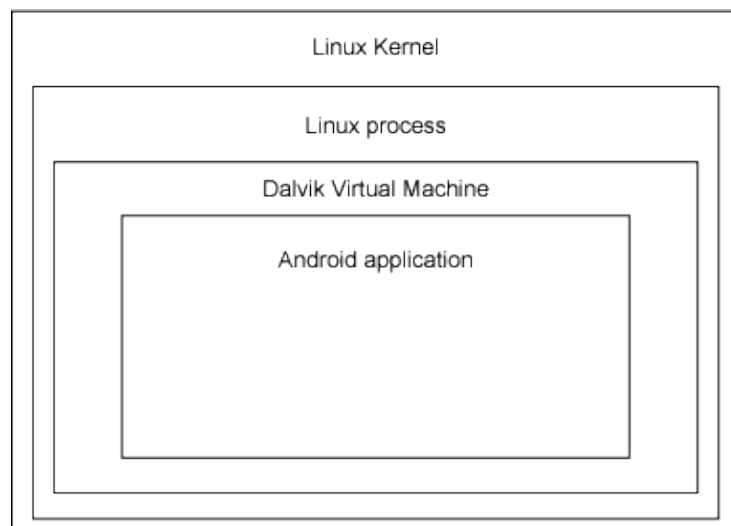 Linux Kernel
Linux process
Dalvik Virtual Machine
Android application